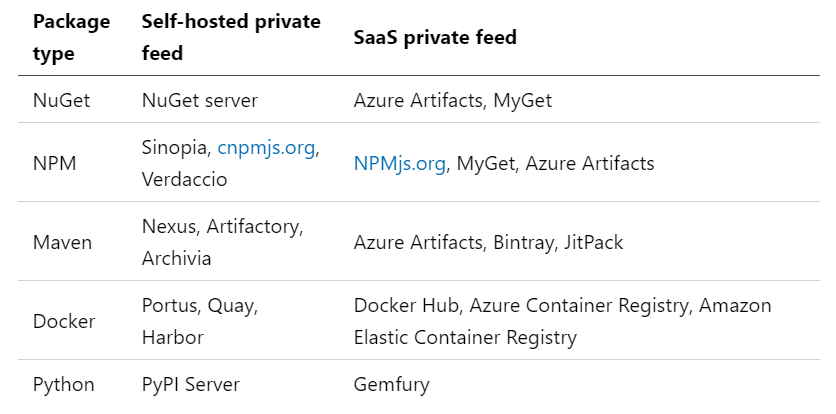 Package type Self-hosted private feed SaaS private feed
NuGet NuGet server Azure Artifacts, MyGet
NPM Sinopia, cnpmjs.org, Verdaccio NPMjs.org, MyGet, Azure Artifacts
Maven Nexus, Artifactory, Archivia Azure Artifacts, Bintray, JitPack
Docker Portus, Quay, Harbor Docker Hub, Azure Container Registry, Amazon Elastic Container Registry
Python PyPI Server Gemfury